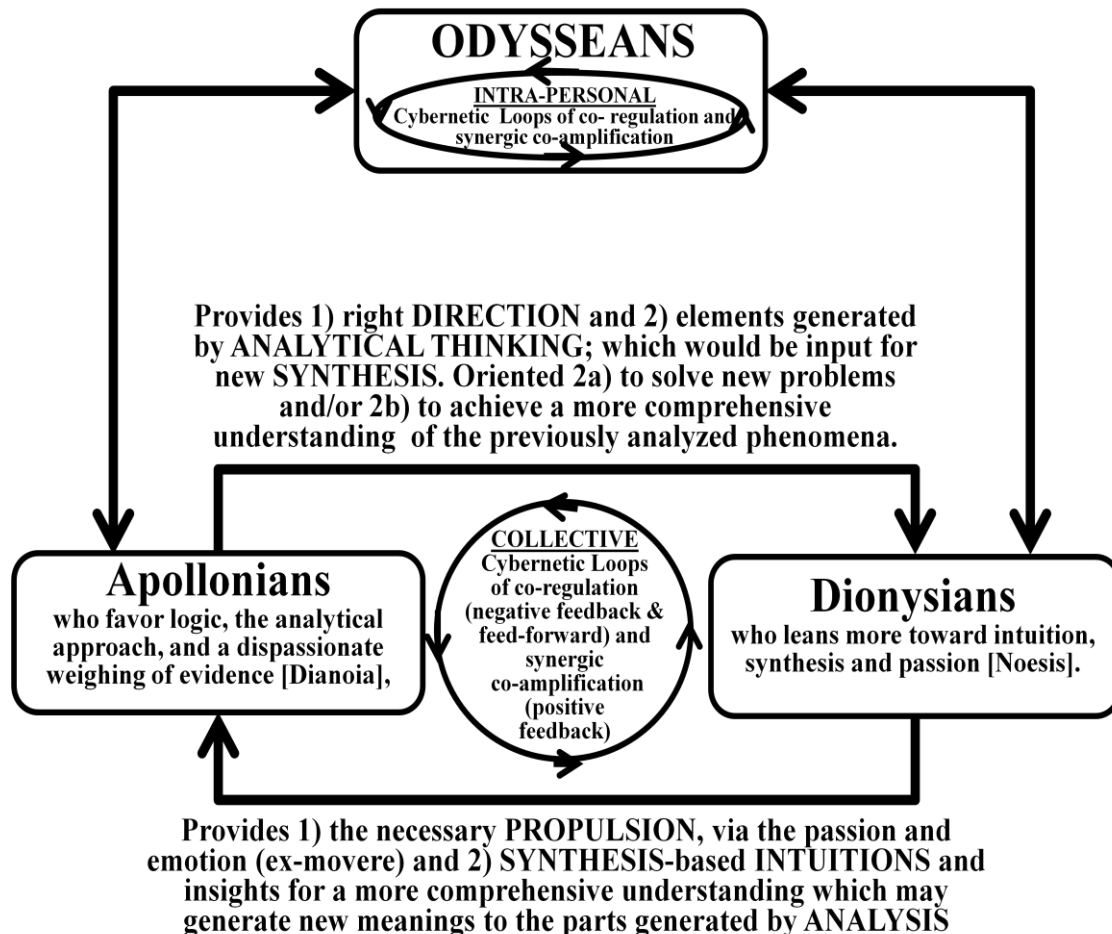 ODYSSEANS
INTRA-PERSONAL
Cybernetic Loops of co- regulation and
synergic co-amplification
Provides 1) right DIRECTION and 2) elements generated
by ANALYTICAL THINKING; which would be input for
new SYNTHESIS. Oriented 2a) to solve new problems
and/or 2b) to achieve a more comprehensive
understanding of the previously analyzed phenomena.
Apollonians
who favor logic, the analytical
approach, and a dispassionate
weighing of evidence [Dianoia],
COLLECTIVE
Cybernetic Loops
of co-regulation
(negative feedback &
feed-forward) and
synergic
co-amplification
(positive
feedback)
Dionysians
who leans more toward intuition,
synthesis and passion [Noesis].
Provides 1) the necessary PROPULSION, via the passion and
emotion (ex-movere) and 2) SYNTHESIS-based INTUITIONS and
insights for a more comprehensive understanding which may
generate new meanings to the parts generated by ANALYSIS